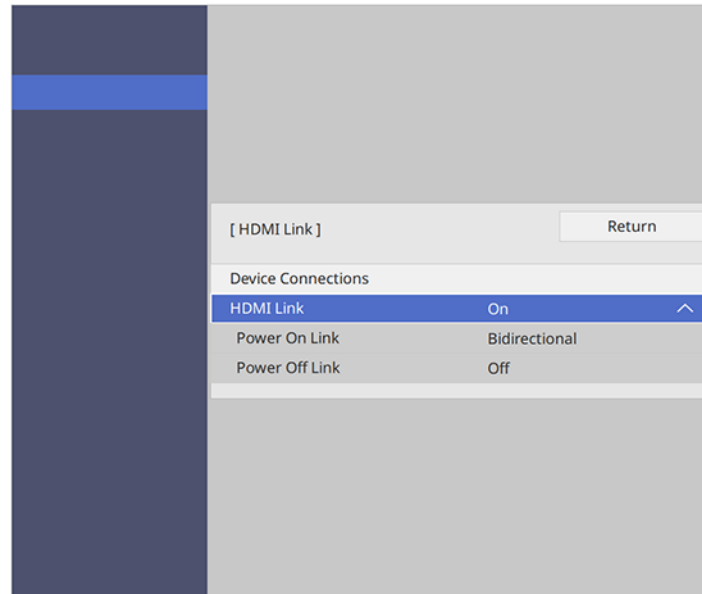 [ HDMI Link ] Return
Device Connections
HDMI Link On
Power On Link Bidirectional
Power Off Link Off